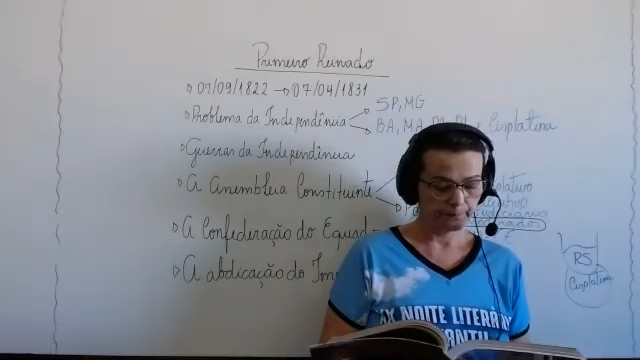 Primeiro Reinado
07/09/1822 → 07/04/1831
Problema da Independência
SP, MG
BA, MA, PA, PI e Cisplatina
Guerras da Independência
A Assembleia Constituinte
A Confederação do Equad
A abdicação do Im
RS
Cisplatina
NOITE LITERÁR